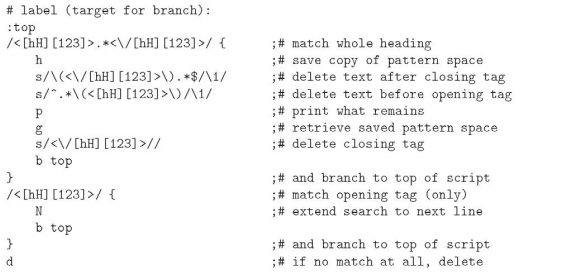 # label (target for branch):
:top
/<[hH][123]>.*<\/[hH][123]>/ { ;# match whole heading
h ;# save copy of pattern space
s/\(<\/[hH][123]>\).*$/\1/ ;# delete text after closing tag
s/^.*\(<[hH][123]>\)/\1/ ;# delete text before opening tag
p ;# print what remains
g ;# retrieve saved pattern space
s/<\/[hH][123]>// ;# delete closing tag
b top
} ;# and branch to top of script
/<[hH][123]>/ { ;# match opening tag (only)
N ;# extend search to next line
b top
} ;# and branch to top of script
d ;# if no match at all, delete